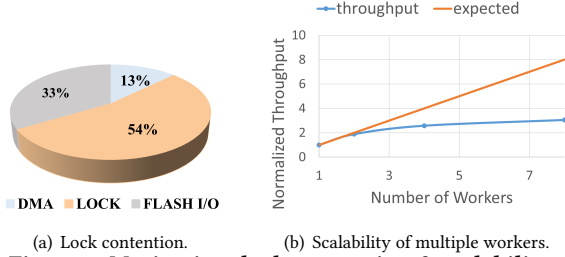 13%
33%
54%
DMA LOCK FLASH I/O
(a) Lock contention.
throughput expected
Normalized Throughput
10
8
6
4
2
0
1 3 5 7
Number of Workers
(b) Scalability of multiple workers.